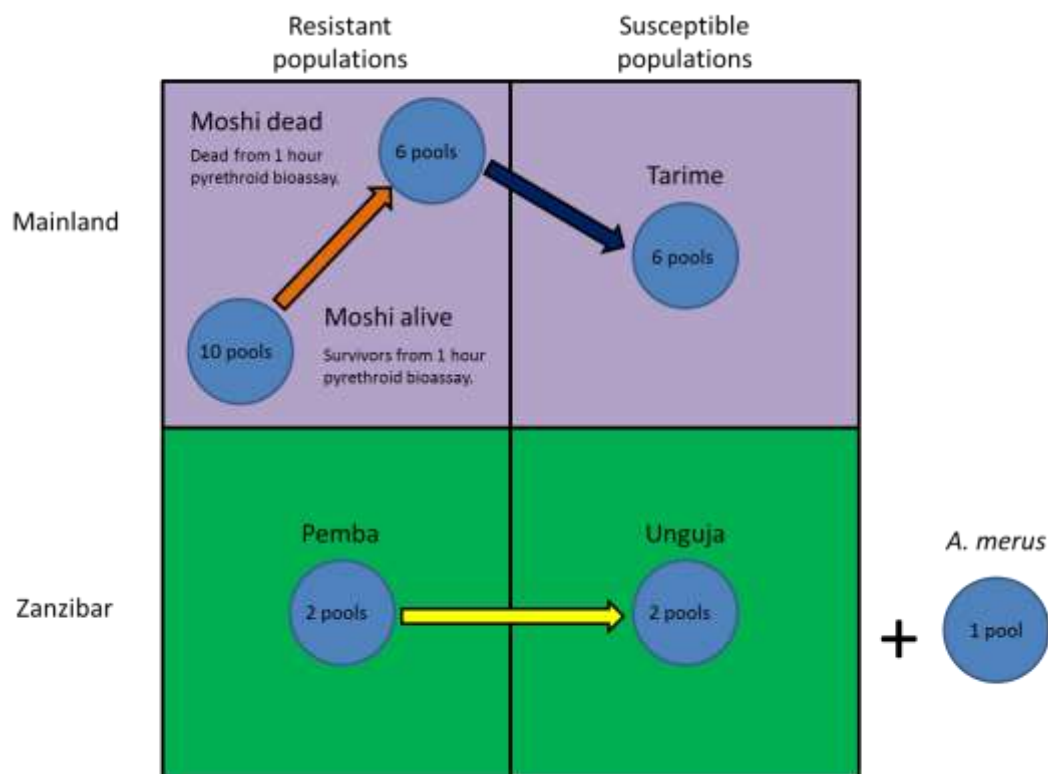 Resistant
populations
Susceptible
populations
Mainland
Moshi dead
Dead from 1 hour
pyrethroid bioassay.
6 pools
Tarime
6 pools
10 pools
Moshi alive
Survivors from 1 hour
pyrethroid bioassay.
Zanzibar
Pemba
2 pools
Unguja
2 pools
+
A. merus
1 pool